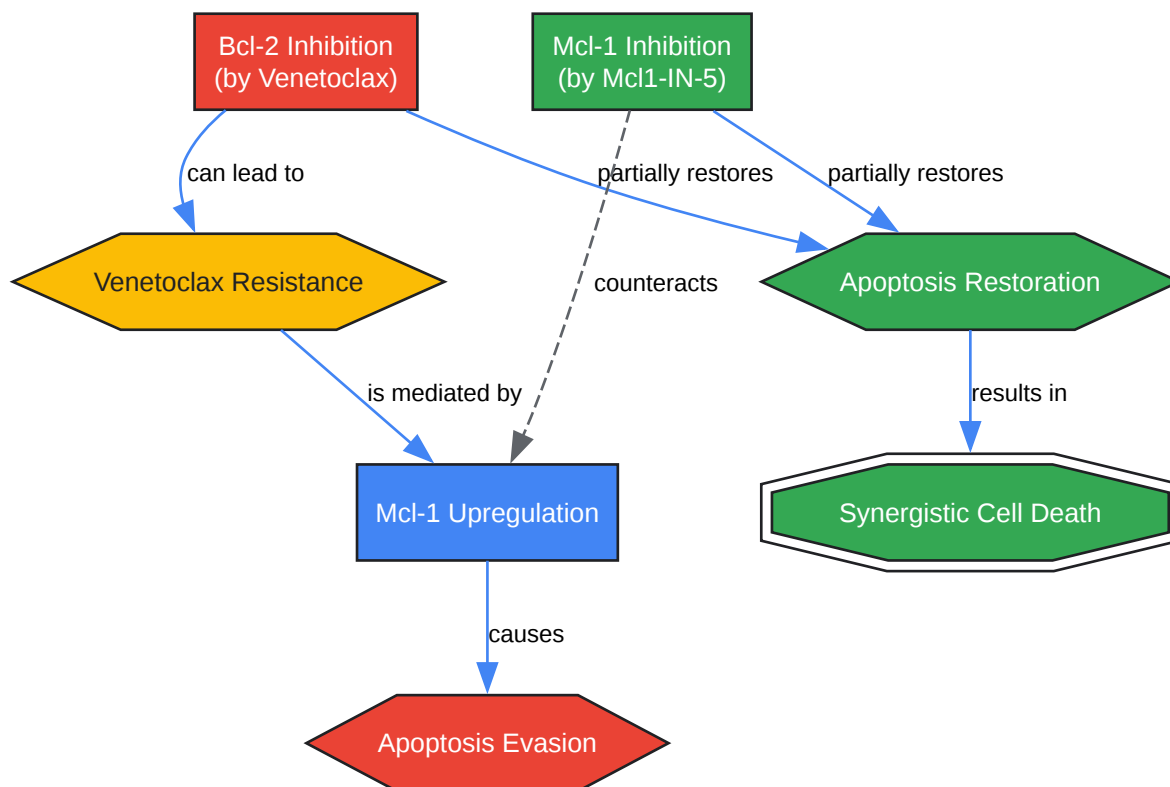 Bcl-2 Inhibition
(by Venetoclax)
Mcl-1 Inhibition
(by Mcl1-IN-5)
can lead to
partially restores
partially restores
Venetoclax Resistance
counteracts
Apoptosis Restoration
is mediated by
results in
Mcl-1 Upregulation
Synergistic Cell Death
causes
Apoptosis Evasion